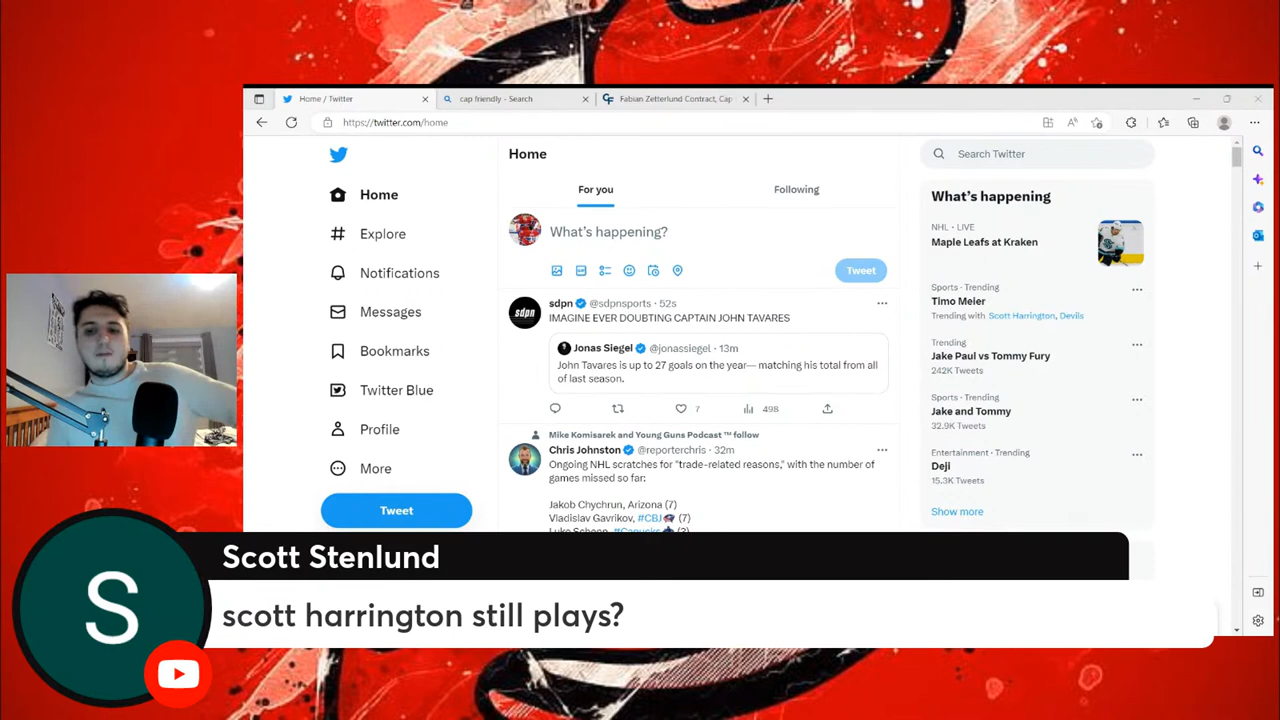 Home / Twitter
cap friendly - Search
Fabian Zetterlund Contract, Cap
https://twitter.com/home
Home
Explore
Notifications
Messages
Bookmarks
Twitter Blue
Profile
More
Tweet
Home
For you
Following
What's happening?
Tweet
sdpn @sdpnsports · 52s
IMAGINE EVER DOUBTING CAPTAIN JOHN TAVARES
Jonas Siegel @jonassiegel · 13m
John Tavares is up to 27 goals on the year— matching his total from all
of last season.
7
498
Mike Komisarek and Young Guns Podcast ™ follow
Chris Johnston @reporterchris · 32m
Ongoing NHL scratches for "trade-related reasons," with the number of
games missed so far:
Jakob Chychrun, Arizona (7)
Vladislav Gavrikov, #CBJ (7)
Search Twitter
What's happening
NHL · LIVE
Maple Leafs at Kraken
Sports · Trending
Timo Meier
Trending with Scott Harrington, Devils
Trending
Jake Paul vs Tommy Fury
242K Tweets
Sports · Trending
Jake and Tommy
32.9K Tweets
Entertainment · Trending
Deji
15.3K Tweets
Show more
S
Scott Stenlund
scott harrington still plays?